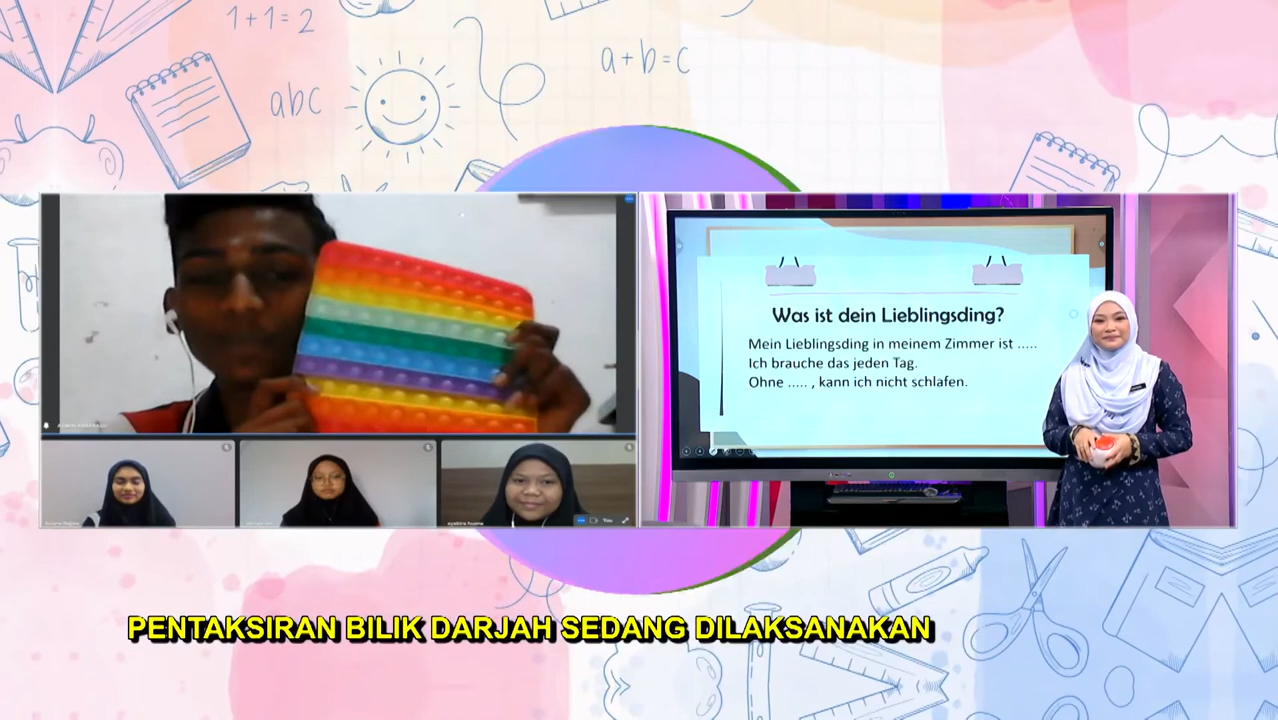 1+1=2
abc
a+b=c
Was ist dein Lieblingsding?
Mein Lieblingsding in meinem Zimmer ist .....
Ich brauche das jeden Tag.
Ohne ..... , kann ich nicht schlafen.
You
PENTAKSIRAN BILIK DARJAH SEDANG DILAKSANAKAN